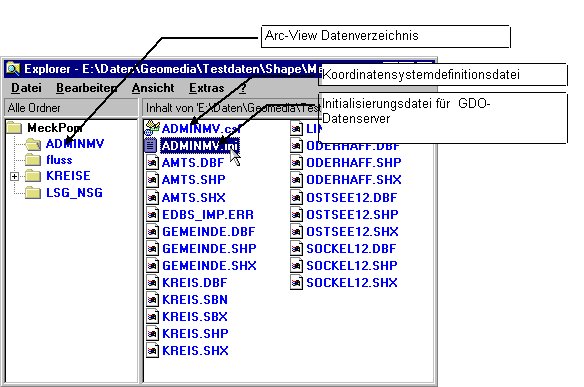 Arc-View Datenverzeichnis
Explorer - E:\Daten\Geomedia\Testdaten\Shape\Me
Koordinatensystemdefinitionsdatei
Datei Bearbeiten Ansicht Extras ?
Initialisierungsdatei für GDO-
Datenserver
Alle Ordner
Inhalt von 'E:\Daten\Geomedia\Test
MeckPom
ADMINMV
fluss
KREISE
LSG_NSG
ADMINMV.csf
ADMINMV.ini
AMTS.DBF
AMTS.SHP
AMTS.SHX
EDBS_IMP.ERR
GEMEINDE.DBF
GEMEINDE.SHP
GEMEINDE.SHX
KREIS.DBF
KREIS.SBN
KREIS.SBX
KREIS.SHP
KREIS.SHX
ODERHAFF.DBF
ODERHAFF.SHP
ODERHAFF.SHX
OSTSEE12.DBF
OSTSEE12.SHP
OSTSEE12.SHX
SOCKEL12.DBF
SOCKEL12.SHP
SOCKEL12.SHX